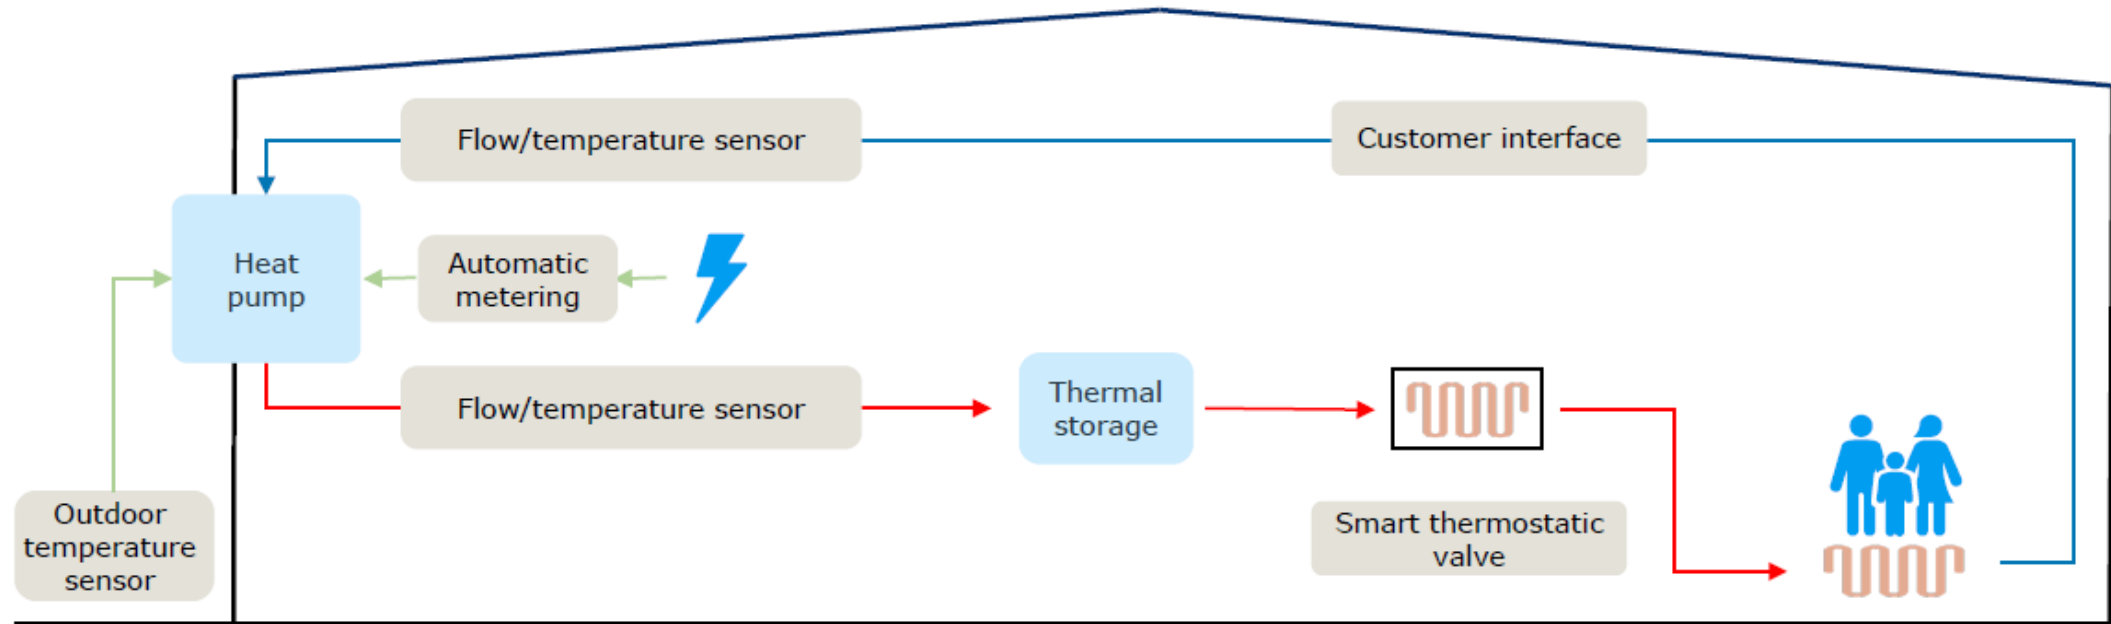 Flow/temperature sensor
Customer interface
Heat
pump
Automatic
metering
Flow/temperature sensor
Thermal
storage
Outdoor
temperature
sensor
Smart thermostatic
valve